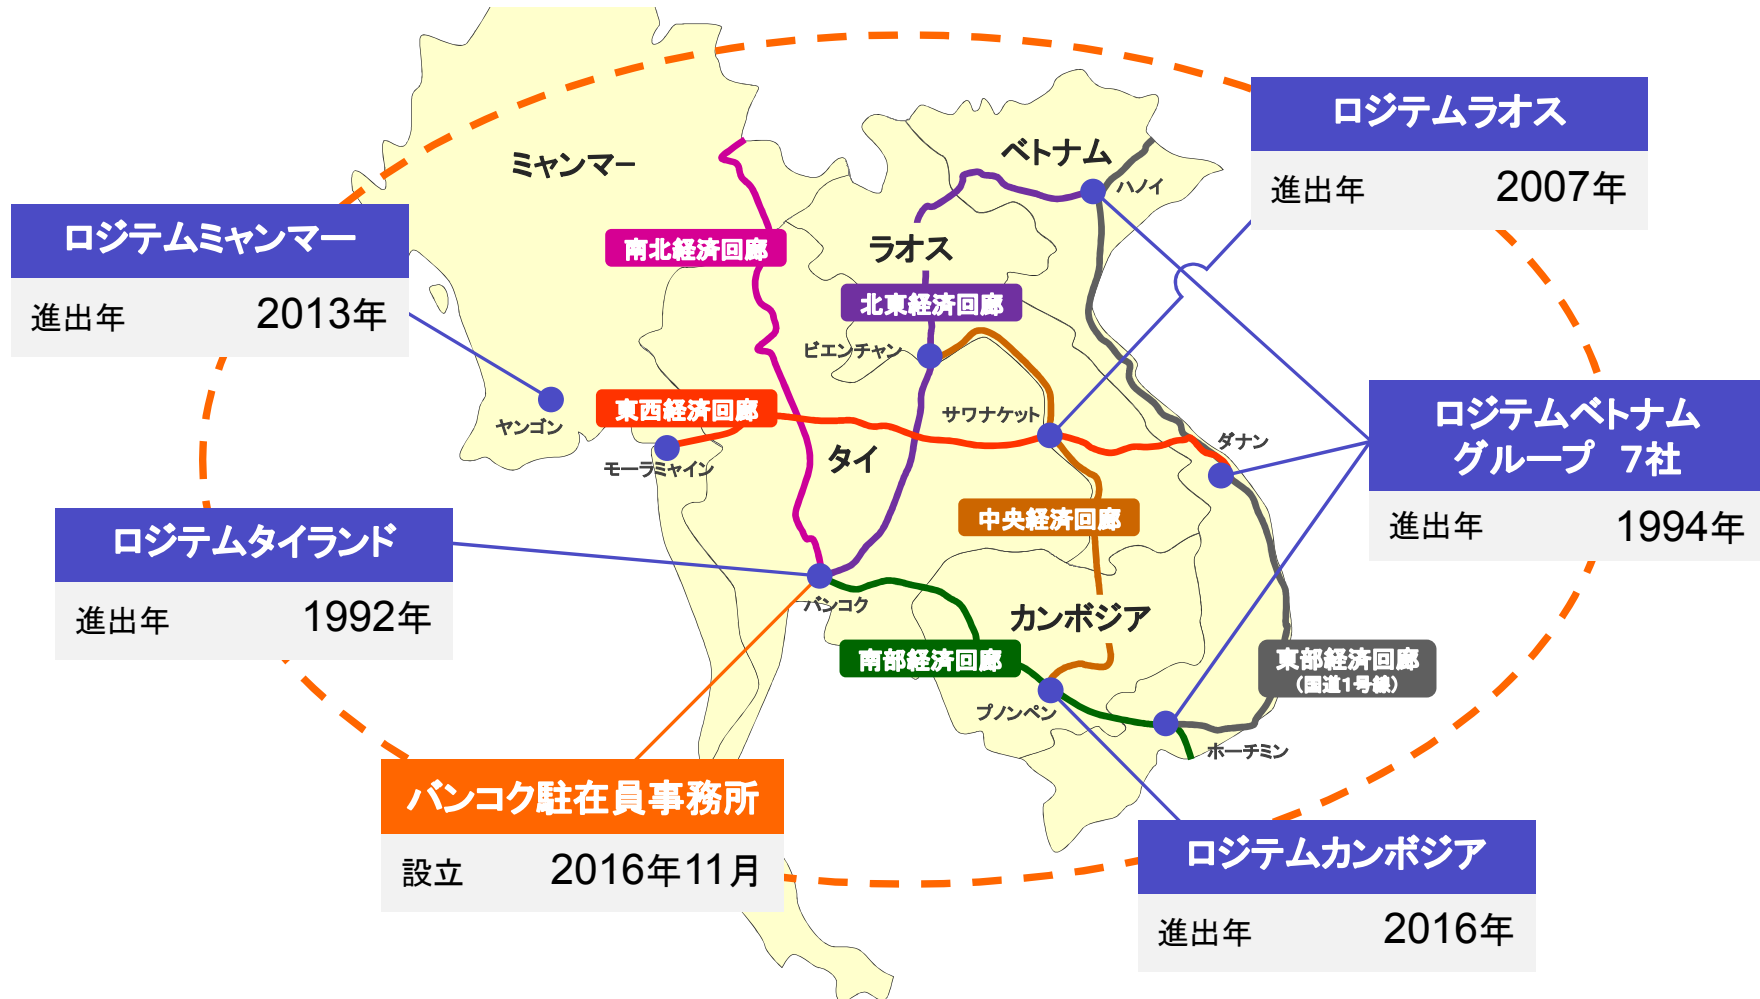 ロジテムラオス
進出年 2007年
ベトナム
ミャンマー
ハノイ
ロジテムミャンマー
進出年 2013年
南北経済回廊
ラオス
北東経済回廊
ビエンチャン
ヤンゴン
東西経済回廊
サワナケット
モーラミャイン
タイ
ダナン
ロジテムベトナム
グループ 7社
進出年 1994年
中央経済回廊
ロジテムタイランド
進出年 1992年
バンコク
カンボジア
南部経済回廊
東部経済回廊
(国道1号線)
プノンペン
ホーチミン
バンコク駐在員事務所
設立 2016年11月
ロジテムカンボジア
進出年 2016年